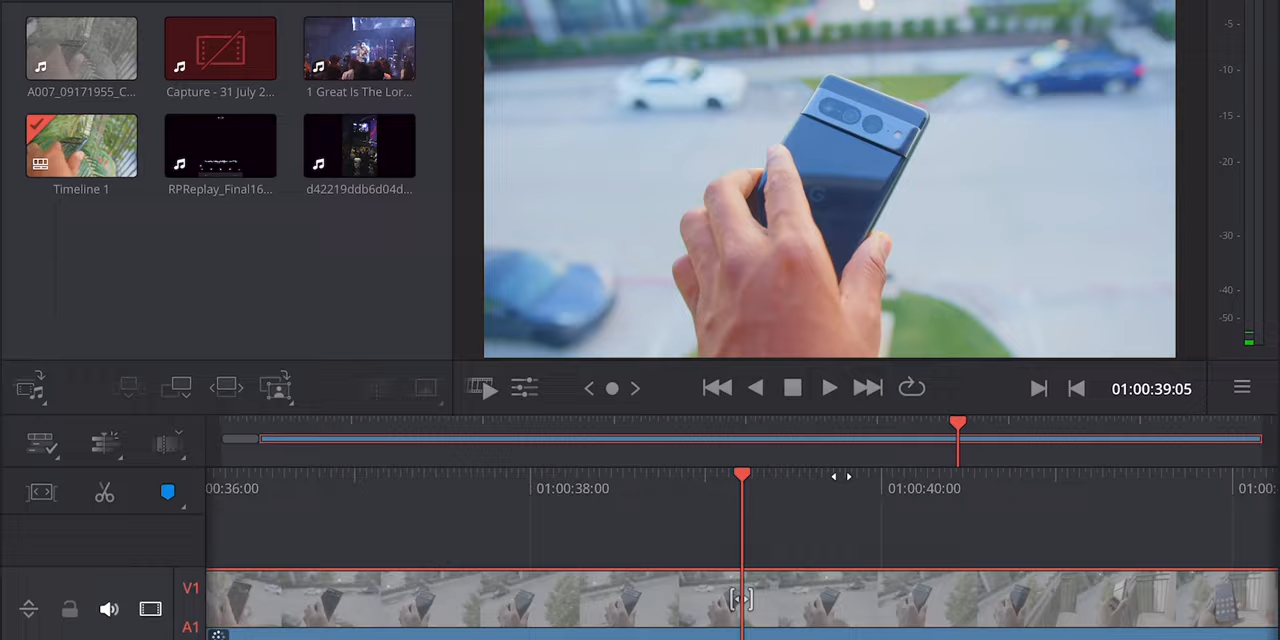 A007_09171955_C...
Capture - 31 July 2...
1 Great Is The Lor...
Timeline 1
RPReplay_Final16...
d42219ddb6d04d...
G
-5
-10
-15
-20
-30
-40
-50
01:00:39:05
00:36:00
01:00:38:00
01:00:40:00
01:00:
V1
A1